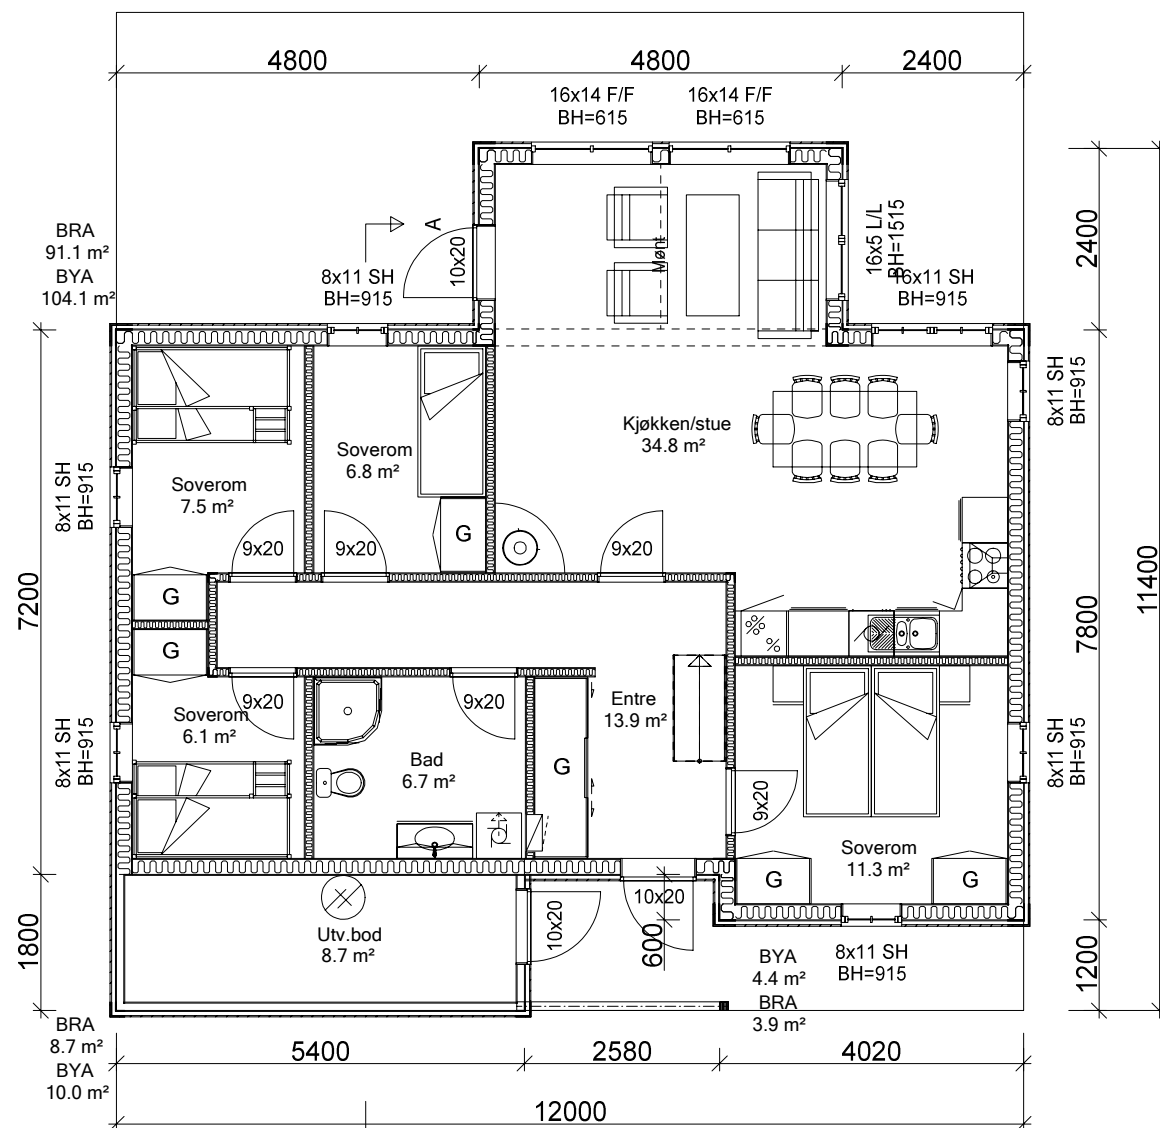 4800
4800
2400
16x14 F/F
BH=615
16x14 F/F
BH=615
BRA
91.1 m²
BYA
104.1 m²
A
10x20
8x11 SH
BH=915
Mønt
16x5 L/L
BH=1515
16x11 SH
BH=915
2400
11400
8x11 SH
BH=915
Kjøkken/stue
34.8 m²
Soverom
6.8 m²
Soverom
7.5 m²
8x11 SH
BH=915
G
9x20
9x20
9x20
7200
7800
G
G
%
%
9x20
9x20
Soverom
6.1 m²
Entre
13.9 m²
8x11 SH
BH=915
Bad
6.7 m²
G
8x11 SH
BH=915
9x20
Soverom
11.3 m²
G
G
10x20
10x20
600
1800
Utv.bod
8.7 m²
BYA
4.4 m²
BRA
3.9 m²
8x11 SH
BH=915
1200
BRA
8.7 m²
BYA
10.0 m²
5400
2580
4020
12000